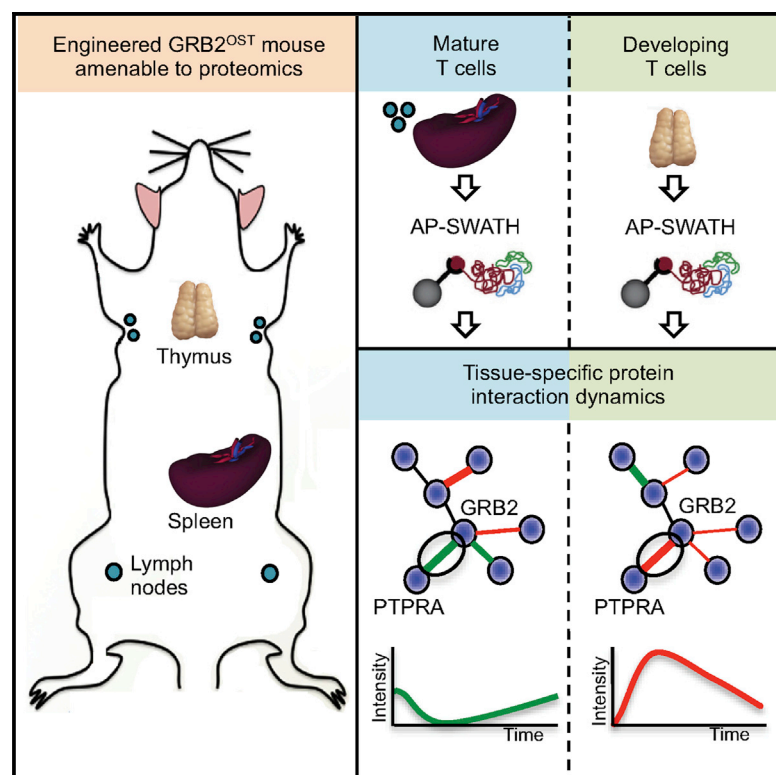 Engineered GRB2OST mouse
amenable to proteomics
Thymus
Spleen
Lymph
nodes
Mature
T cells
Developing
T cells
AP-SWATH
AP-SWATH
Tissue-specific protein
interaction dynamics
GRB2
PTPRA
GRB2
PTPRA
Intensity
Time
Intensity
Time